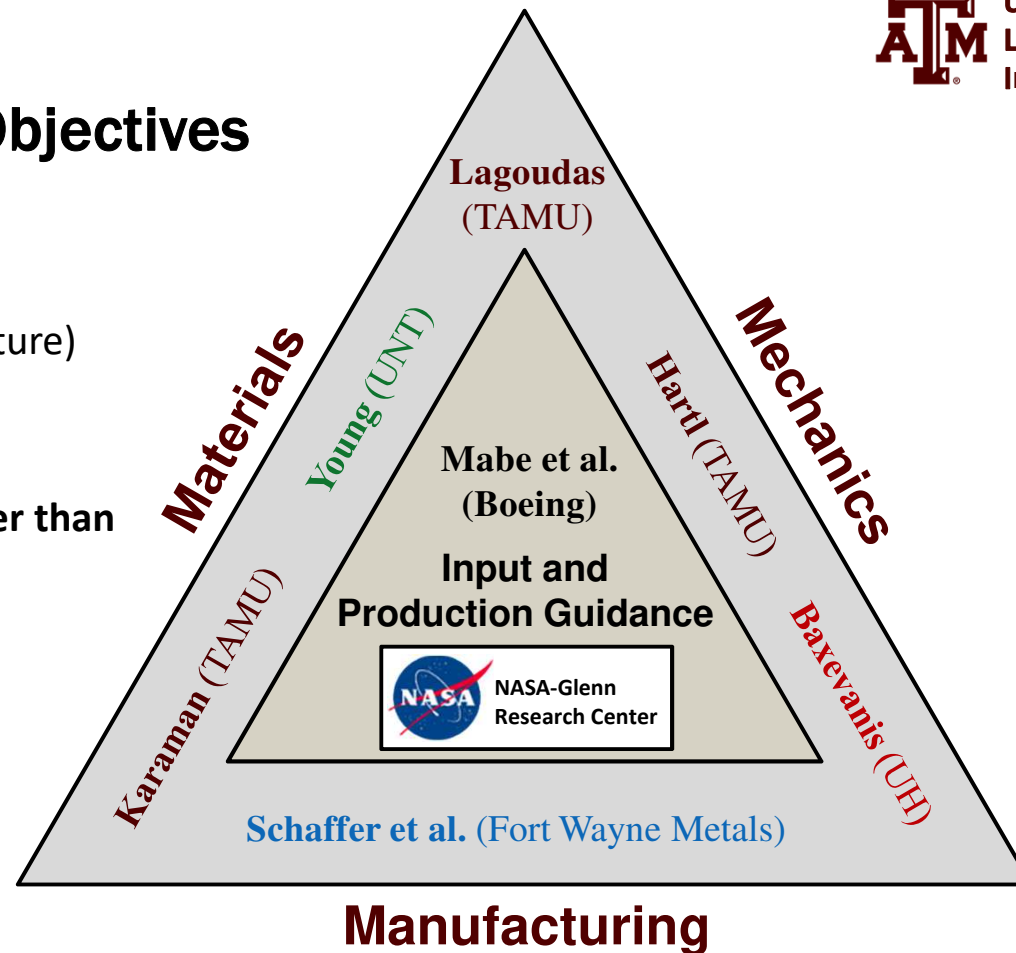 Objectives
ture)
er than
ATM
Lagoudas
(TAMU)
Materials
Mechanics
Young (UNT)
Hartl (TAMU)
Mabe et al.
(Boeing)
Input and
Production Guidance
NASA
NASA-Glenn
Research Center
Karaman (TAMU)
Baxevanis (UH)
Schaffer et al. (Fort Wayne Metals)
Manufacturing